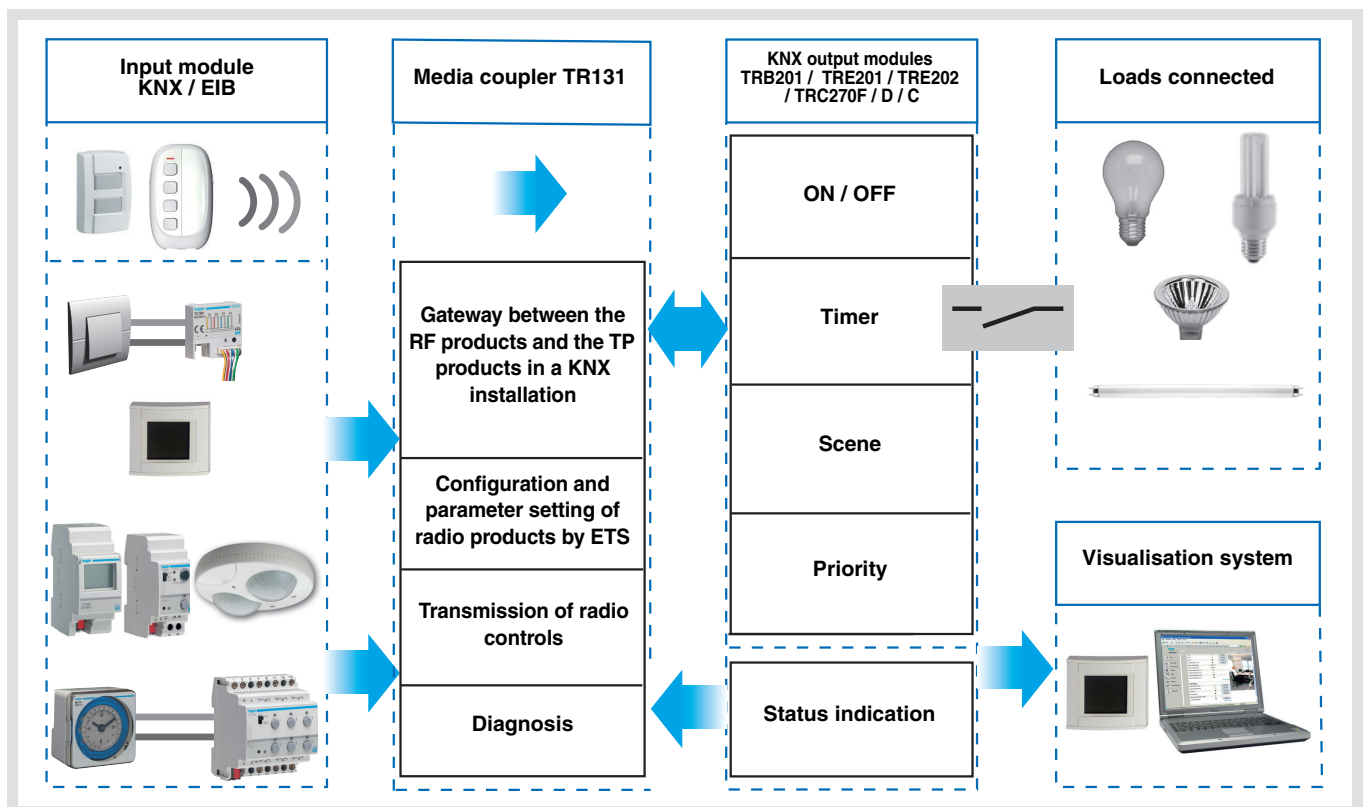 Input module
KNX / EIB
Media coupler TR131
KNX output modules
TRB201 / TRE201 / TRE202
/ TRC270F / D / C
Loads connected
ON / OFF
Gateway between the
RF products and the TP
products in a KNX
installation
Timer
Scene
Configuration and
parameter setting of
radio products by ETS
Priority
Visualisation system
Transmission of radio
controls
Diagnosis
Status indication